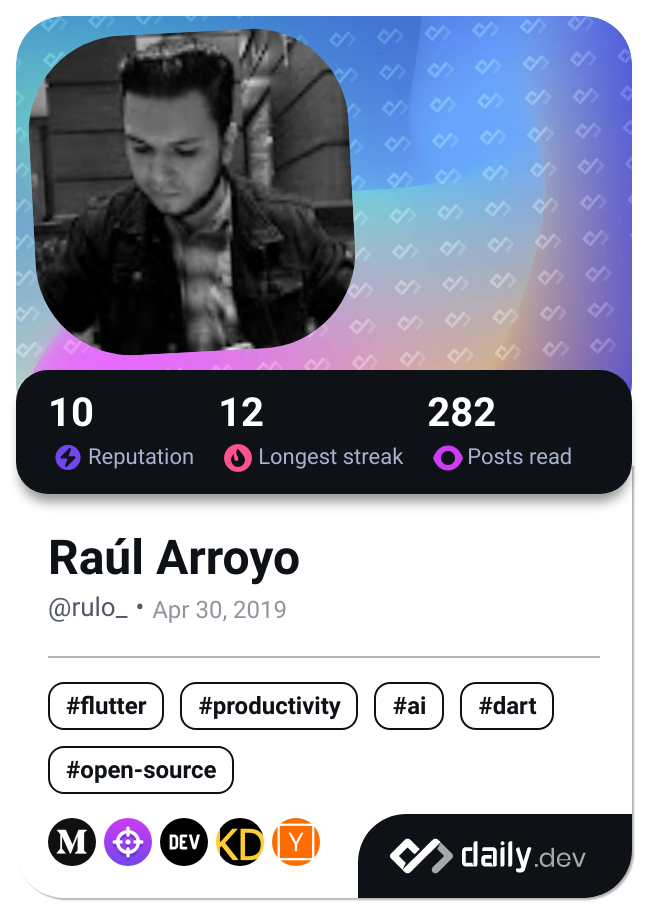 10 12 282
Reputation Longest streak Posts read
Raúl Arroyo
@rulo_ • Apr 30, 2019
#flutter #productivity #ai #dart
#open-source
M DEV KD Y daily.dev